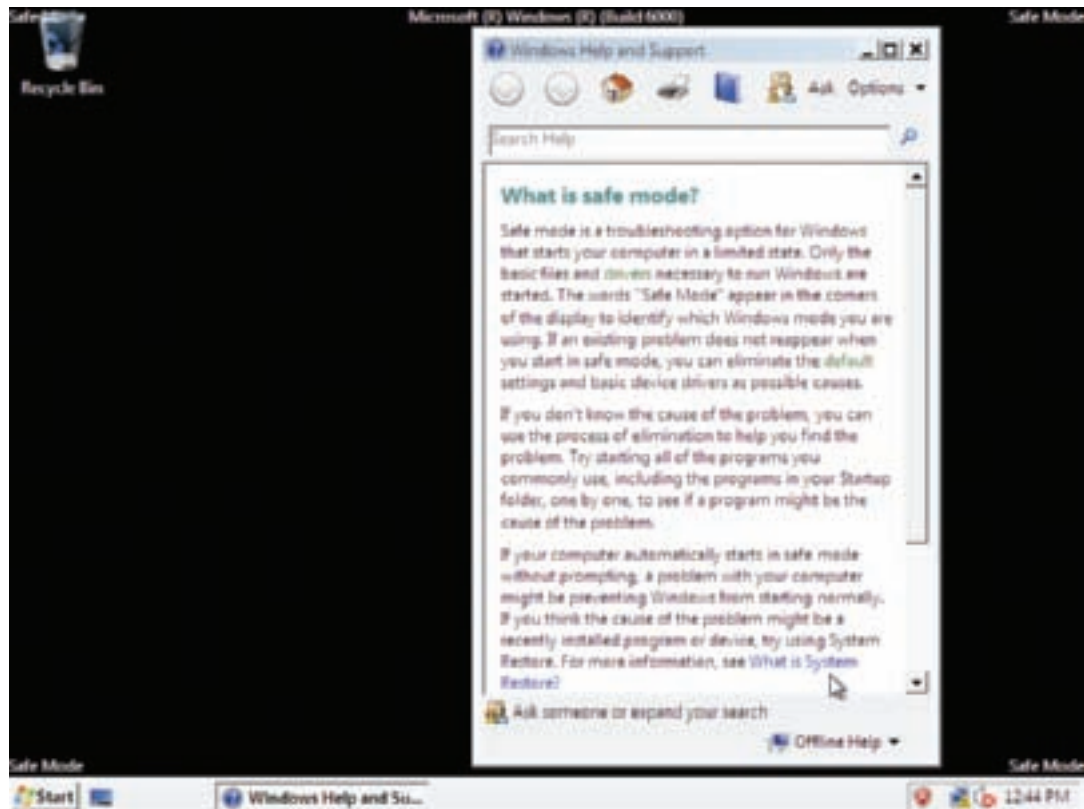 Safe Mode
Microsoft (R) Windows (R) (Build 6000)
Safe Mode
Recycle Bin
Windows Help and Support
Ask Options
Search Help
What is safe mode?
Safe mode is a troubleshooting option for Windows
that starts your computer in a limited state. Only the
basic files and drivers necessary to run Windows are
started. The words "Safe Mode" appear in the corners
of the display to identify which Windows mode you are
using. If an existing problem does not reappear when
you start in safe mode, you can eliminate the default
settings and basic device drivers as possible causes.
If you don't know the cause of the problem, you can
use the process of elimination to help you find the
problem. Try starting all of the programs you
commonly use, including the programs in your Startup
folder, one by one, to see if a program might be the
cause of the problem.
If your computer automatically starts in safe mode
without prompting, a problem with your computer
might be preventing Windows from starting normally.
If you think the cause of the problem might be a
recently installed program or device, try using System
Restore. For more information, see What is System
Restore?
Ask someone or expand your search
Offline Help
Safe Mode
Safe Mode
Start
Windows Help and Su...
12:44 PM